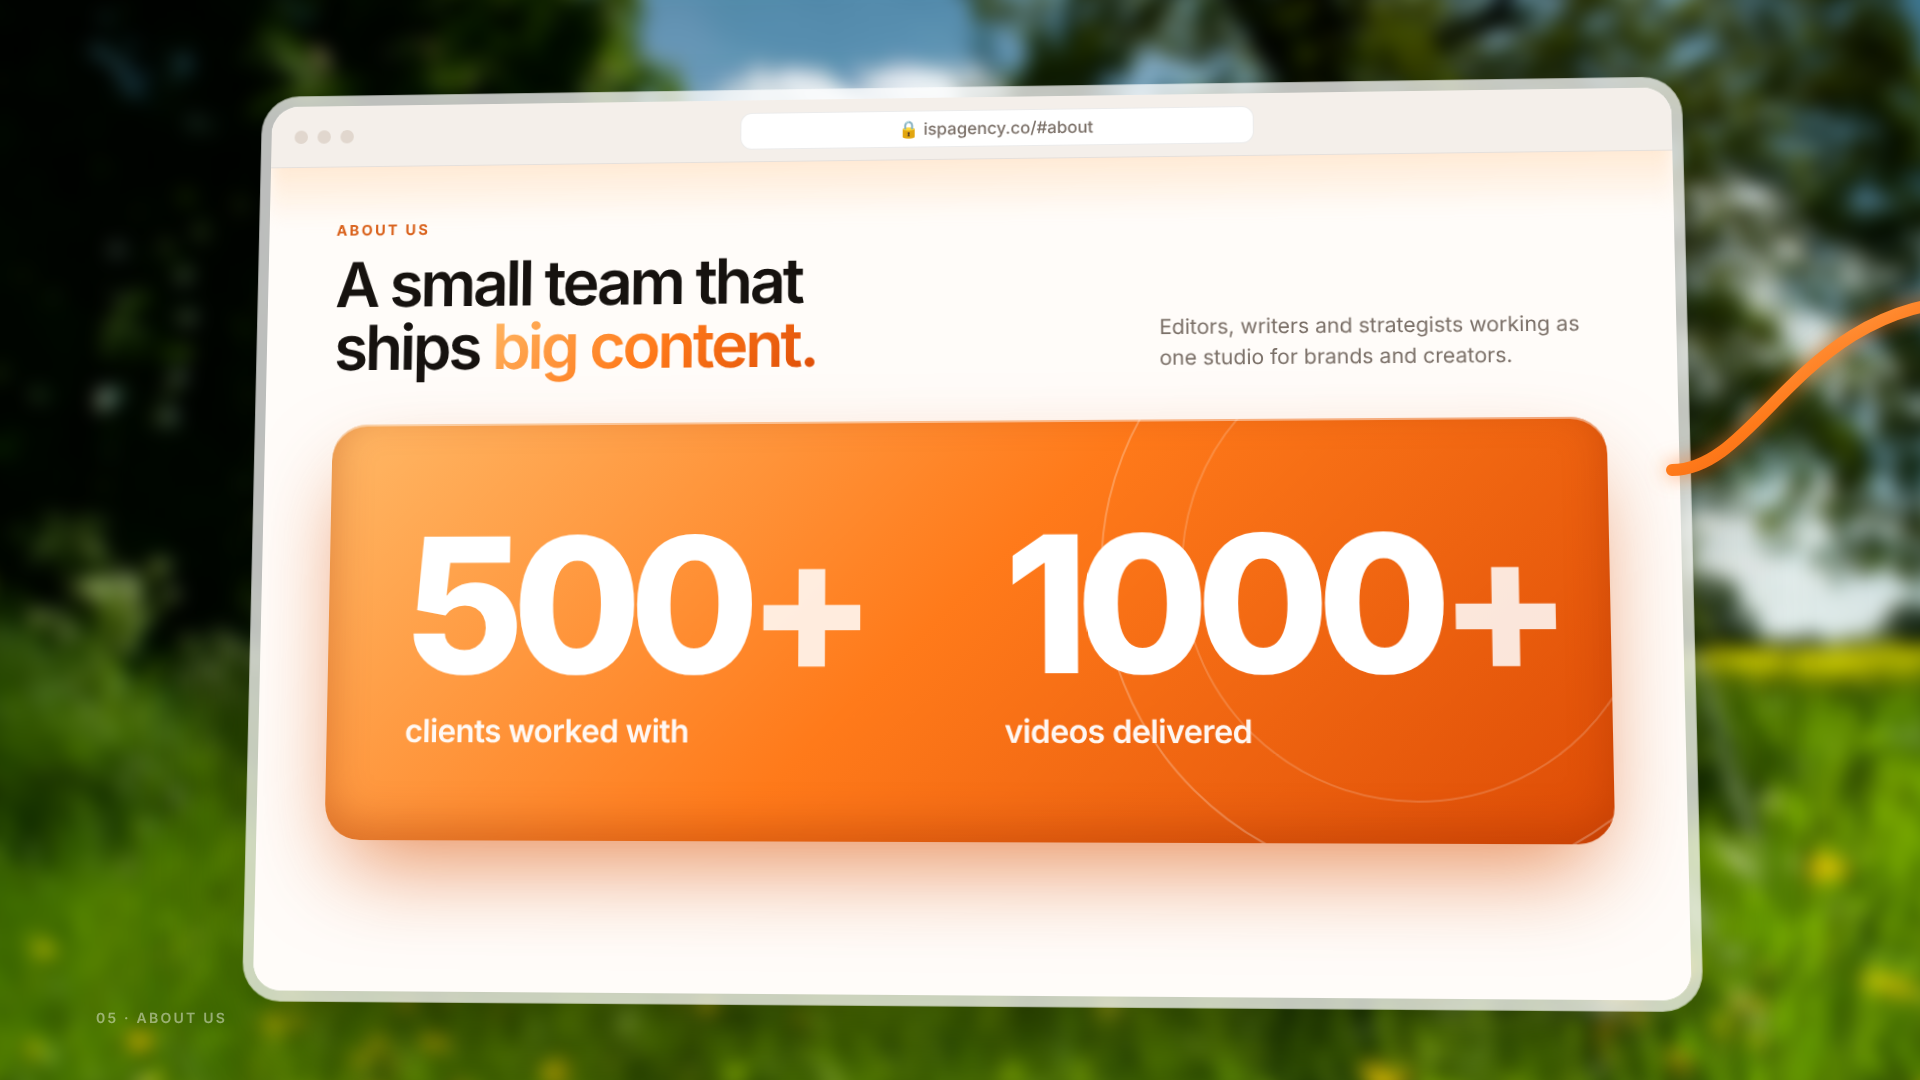 🔒 ispagency.co/#about
ABOUT US
A small team that
ships big content.
Editors, writers and strategists working as
one studio for brands and creators.
500+
clients worked with
1000+
videos delivered
05 · ABOUT US